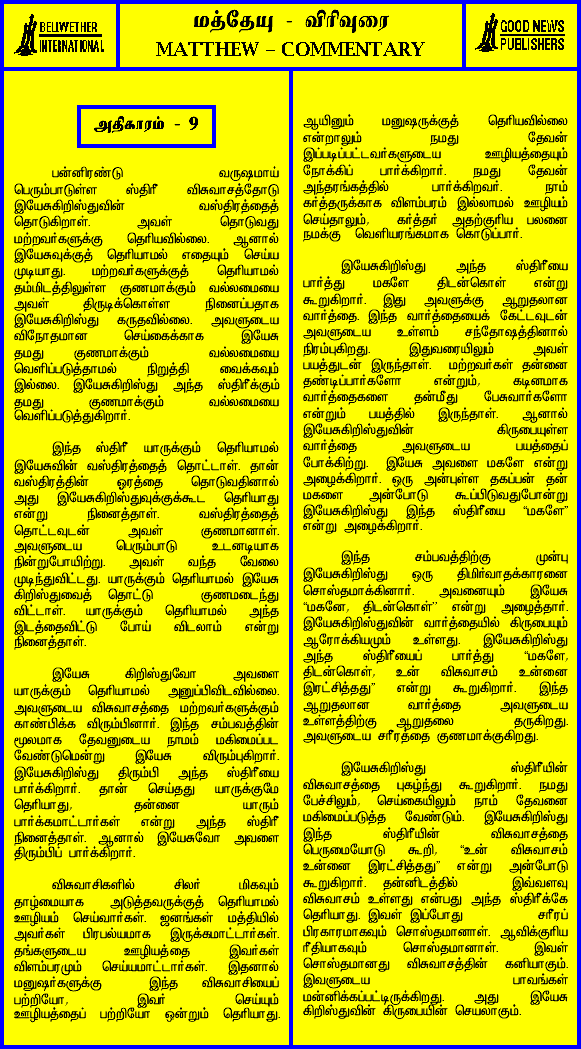 BELIWETHER
INTERNATIONAL
மத்தேயு - விரிவுரை
MATTHEW – COMMENTARY
GOOD NEWS
PUBLISHERS
அதிகாரம் - 9
பன்னிரண்டு வருஷமாய்
பெரும்பாடுள்ள ஸ்திரீ விசுவாசத்தோடு
இயேசுகிறிஸ்துவின் வஸ்திரத்தைத்
தொடுகிறாள். அவள் தொடுவது
மற்றவர்களுக்கு தெரியவில்லை. ஆனால்
இயேசுவுக்குத் தெரியாமல் எதையும் செய்ய
முடியாது. மற்றவர்களுக்குத் தெரியாமல்
தம்மிடத்திலுள்ள குணமாக்கும் வல்லமையை
அவள் திருடிக்கொள்ள நினைப்பதாக
இயேசுகிறிஸ்து கருதவில்லை. அவளுடைய
விநோதமான செய்கைக்காக இயேசு
தமது குணமாக்கும் வல்லமையை
வெளிப்படுத்தாமல் நிறுத்தி வைக்கவும்
இல்லை. இயேசுகிறிஸ்து அந்த ஸ்திரீக்கும்
தமது குணமாக்கும் வல்லமையை
வெளிப்படுத்துகிறார்.
இந்த ஸ்திரீ யாருக்கும் தெரியாமல்
இயேசுவின் வஸ்திரத்தைத் தொட்டாள். தான்
வஸ்திரத்தின் ஓரத்தை தொடுவதினால்
அது இயேசுகிறிஸ்துவுக்குக்கூட தெரியாது
என்று நினைத்தாள். வஸ்திரத்தைத்
தொட்டவுடன் அவள் குணமானாள்.
அவளுடைய பெரும்பாடு உடனடியாக
நின்றுபோயிற்று. அவள் வந்த வேலை
முடிந்துவிட்டது. யாருக்கும் தெரியாமல் இயேசு
கிறிஸ்துவைத் தொட்டு குணமடைந்து
விட்டாள். யாருக்கும் தெரியாமல் அந்த
இடத்தைவிட்டு போய் விடலாம் என்று
நினைத்தாள்.
இயேசு கிறிஸ்துவோ அவளை
யாருக்கும் தெரியாமல் அனுப்பிவிடவில்லை.
அவளுடைய விசுவாசத்தை மற்றவர்களுக்கும்
காண்பிக்க விரும்பினார். இந்த சம்பவத்தின்
மூலமாக தேவனுடைய நாமம் மகிமைப்பட
வேண்டுமென்று இயேசு விரும்புகிறார்.
இயேசுகிறிஸ்து திரும்பி அந்த ஸ்திரீயை
பார்க்கிறார். தான் செய்தது யாருக்குமே
தெரியாது, தன்னை யாரும்
பார்க்கமாட்டார்கள் என்று அந்த ஸ்திரீ
நினைத்தாள். ஆனால் இயேசுவோ அவளை
திரும்பிப் பார்க்கிறார்.
விசுவாசிகளில் சிலர் மிகவும்
தாழ்மையாக அடுத்தவருக்குத் தெரியாமல்
ஊழியம் செய்வார்கள். ஜனங்கள் மத்தியில்
அவர்கள் பிரபல்யமாக இருக்கமாட்டார்கள்.
தங்களுடைய ஊழியத்தை இவர்கள்
விளம்பரமும் செய்யமாட்டார்கள். இதனால்
மனுஷர்களுக்கு இந்த விசுவாசியைப்
பற்றியோ, இவர் செய்யும்
ஊழியத்தைப் பற்றியோ ஒன்றும் தெரியாது.
ஆயினும் மனுஷருக்குத் தெரியவில்லை
என்றாலும் நமது தேவன்
இப்படிப்பட்டவர்களுடைய ஊழியத்தையும்
நோக்கிப் பார்க்கிறார். நமது தேவன்
அந்தரங்கத்தில் பார்க்கிறவர். நாம்
கர்த்தருக்காக விளம்பரம் இல்லாமல் ஊழியம்
செய்தாலும், கர்த்தர் அதற்குரிய பலனை
நமக்கு வெளியரங்கமாக கொடுப்பார்.
இயேசுகிறிஸ்து அந்த ஸ்திரீயை
பார்த்து மகளே திடன்கொள் என்று
கூறுகிறார். இது அவளுக்கு ஆறுதலான
வார்த்தை. இந்த வார்த்தையைக் கேட்டவுடன்
அவளுடைய உள்ளம் சந்தோஷத்தினால்
நிரம்புகிறது. இதுவரையிலும் அவள்
பயத்துடன் இருந்தாள். மற்றவர்கள் தன்னை
தண்டிப்பார்களோ என்றும், கடினமாக
வார்த்தைகளை தன்மீது பேசுவார்களோ
என்றும் பயத்தில் இருந்தாள். ஆனால்
இயேசுகிறிஸ்துவின் கிருபையுள்ள
வார்த்தை அவளுடைய பயத்தைப்
போக்கிற்று. இயேசு அவளை மகளே என்று
அழைக்கிறார். ஒரு அன்புள்ள தகப்பன் தன்
மகளை அன்போடு கூப்பிடுவதுபோன்று
இயேசுகிறிஸ்து இந்த ஸ்திரீயை “மகளே”
என்று அழைக்கிறார்.
இந்த சம்பவத்திற்கு முன்பு
இயேசுகிறிஸ்து ஒரு திமிர்வாதக்காரனை
சொஸ்தமாக்கினார். அவனையும் இயேசு
“மகனே, திடன்கொள்” என்று அழைத்தார்.
இயேசுகிறிஸ்துவின் வார்த்தையில் கிருபையும்
ஆரோக்கியமும் உள்ளது. இயேசுகிறிஸ்து
அந்த ஸ்திரீயைப் பார்த்து “மகளே,
திடன்கொள், உன் விசுவாசம் உன்னை
இரட்சித்தது” என்று கூறுகிறார். இந்த
ஆறுதலான வார்த்தை அவளுடைய
உள்ளத்திற்கு ஆறுதலை தருகிறது.
அவளுடைய சரீரத்தை குணமாக்குகிறது.
இயேசுகிறிஸ்து ஸ்திரீயின்
விசுவாசத்தை புகழ்ந்து கூறுகிறார். நமது
பேச்சிலும், செய்கையிலும் நாம் தேவனை
மகிமைப்படுத்த வேண்டும். இயேசுகிறிஸ்து
இந்த ஸ்திரீயின் விசுவாசத்தை
பெருமையோடு கூறி, “உன் விசுவாசம்
உன்னை இரட்சித்தது” என்று அன்போடு
கூறுகிறார். தன்னிடத்தில் இவ்வளவு
விசுவாசம் உள்ளது என்பது அந்த ஸ்திரீக்கே
தெரியாது. இவள் இப்போது சரீரப்
பிரகாரமாகவும் சொஸ்தமானாள். ஆவிக்குரிய
ரீதியாகவும் சொஸ்தமானாள். இவள்
சொஸ்தமானது விசுவாசத்தின் கனியாகும்.
இவளுடைய பாவங்கள்
மன்னிக்கப்பட்டிருக்கிறது. அது இயேசு
கிறிஸ்துவின் கிருபையின் செயலாகும்.